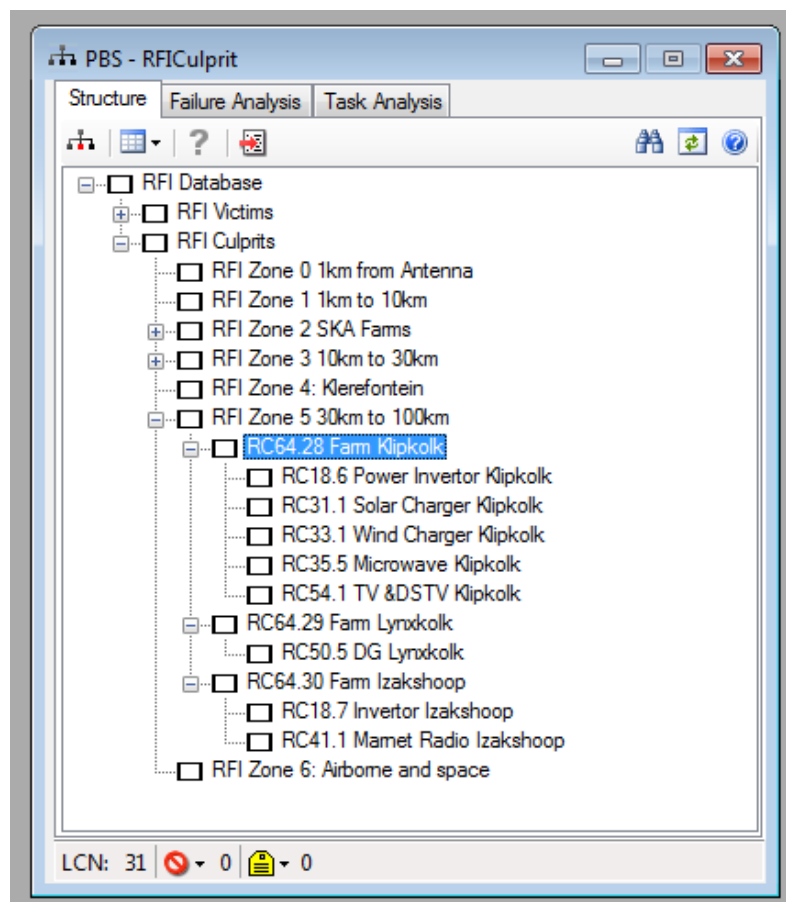 PBS - RFICulprit
Structure Failure Analysis Task Analysis
RFI Database
RFI Victims
RFI Culprits
RFI Zone 0 1km from Antenna
RFI Zone 1 1km to 10km
RFI Zone 2 SKA Farms
RFI Zone 3 10km to 30km
RFI Zone 4: Klerefontein
RFI Zone 5 30km to 100km
RC64.28 Farm Klipkolk
RC18.6 Power Invertor Klipkolk
RC31.1 Solar Charger Klipkolk
RC33.1 Wind Charger Klipkolk
RC35.5 Microwave Klipkolk
RC54.1 TV &DSTV Klipkolk
RC64.29 Farm Lynxkolk
RC50.5 DG Lynxkolk
RC64.30 Farm Izakshoop
RC18.7 Invertor Izakshoop
RC41.1 Marnet Radio Izakshoop
RFI Zone 6: Airborne and space
LCN: 31 0 0